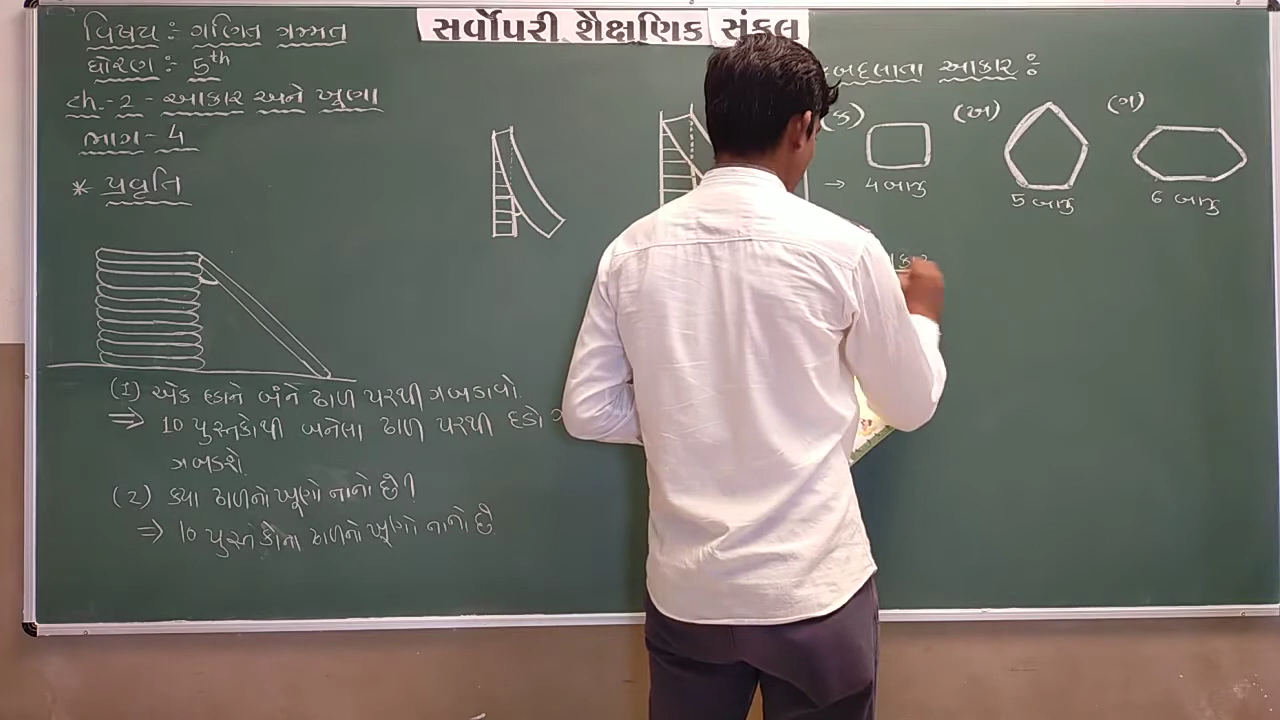 સર્વોપરી શૈક્ષણિક સંકુલ
વિષય : ગણિત ગમ્મત
ધોરણ : 5th
ch.-2 - આકાર અને ખૂણા
ભાગ-4
* પ્રવૃતિ
(1) એક દડાને બંને ઢાળ પરથી ગબડાવો.
⇒ 10 પુસ્તકોથી બનેલા ઢાળ પરથી દડો
ગબડશે.
(2) ક્યા ઢાળનો ખૂણો નાનો છે?
⇒ 10 પુસ્તકોના ઢાળનો ખૂણો નાનો છે
બદલાતા આકાર :
(ક) (ખ) (ગ)
→ 4 બાજુ 5 બાજુ 6 બાજુ